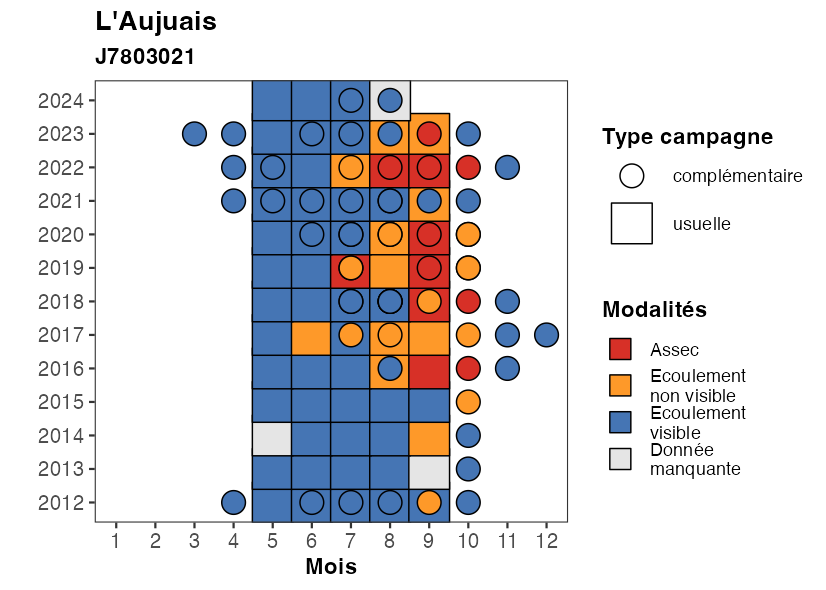 L'Aujuais
J7803021
2024
2023
2022
2021
2020
2019
2018
2017
2016
2015
2014
2013
2012
1 2 3 4 5 6 7 8 9 10 11 12
Mois
Type campagne
complémentaire
usuelle
Modalités
Assec
Ecoulement
non visible
Ecoulement
visible
Donnée
manquante